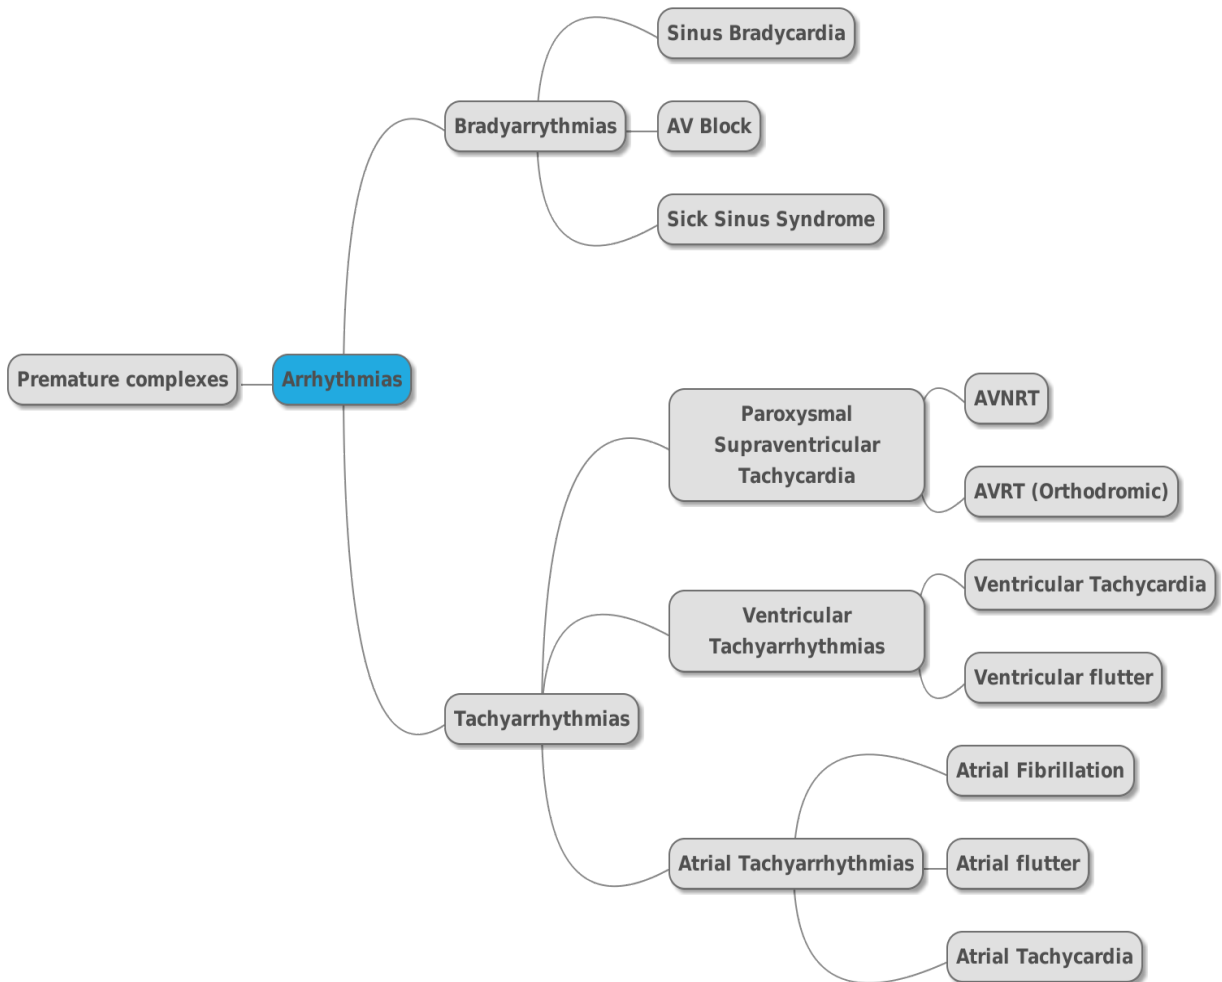 Sinus Bradycardia
Bradyarrythmias
AV Block
Sick Sinus Syndrome
Premature complexes
Arrhythmias
Paroxysmal
Supraventricular
Tachycardia
AVNRT
AVRT (Orthodromic)
Ventricular
Tachyarrhythmias
Ventricular Tachycardia
Ventricular flutter
Tachyarrhythmias
Atrial Fibrillation
Atrial Tachyarrhythmias
Atrial flutter
Atrial Tachycardia